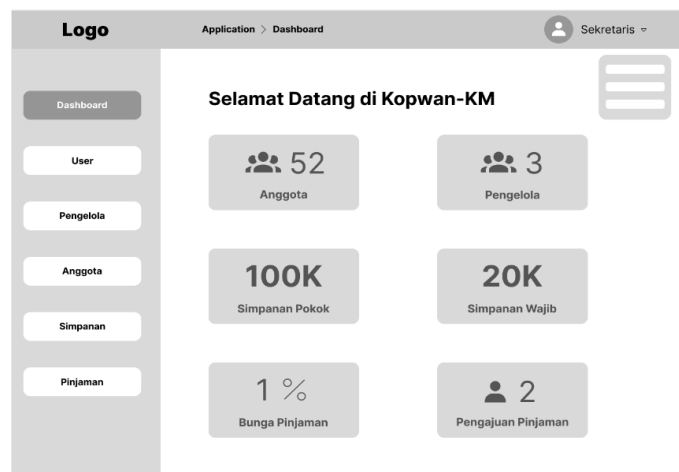 Logo
Application > Dashboard
Sekretaris
Dashboard
User
Pengelola
Anggota
Simpanan
Pinjaman
Selamat Datang di Kopwan-KM
52
Anggota
3
Pengelola
100K
Simpanan Pokok
20K
Simpanan Wajib
1 %
Bunga Pinjaman
2
Pengajuan Pinjaman